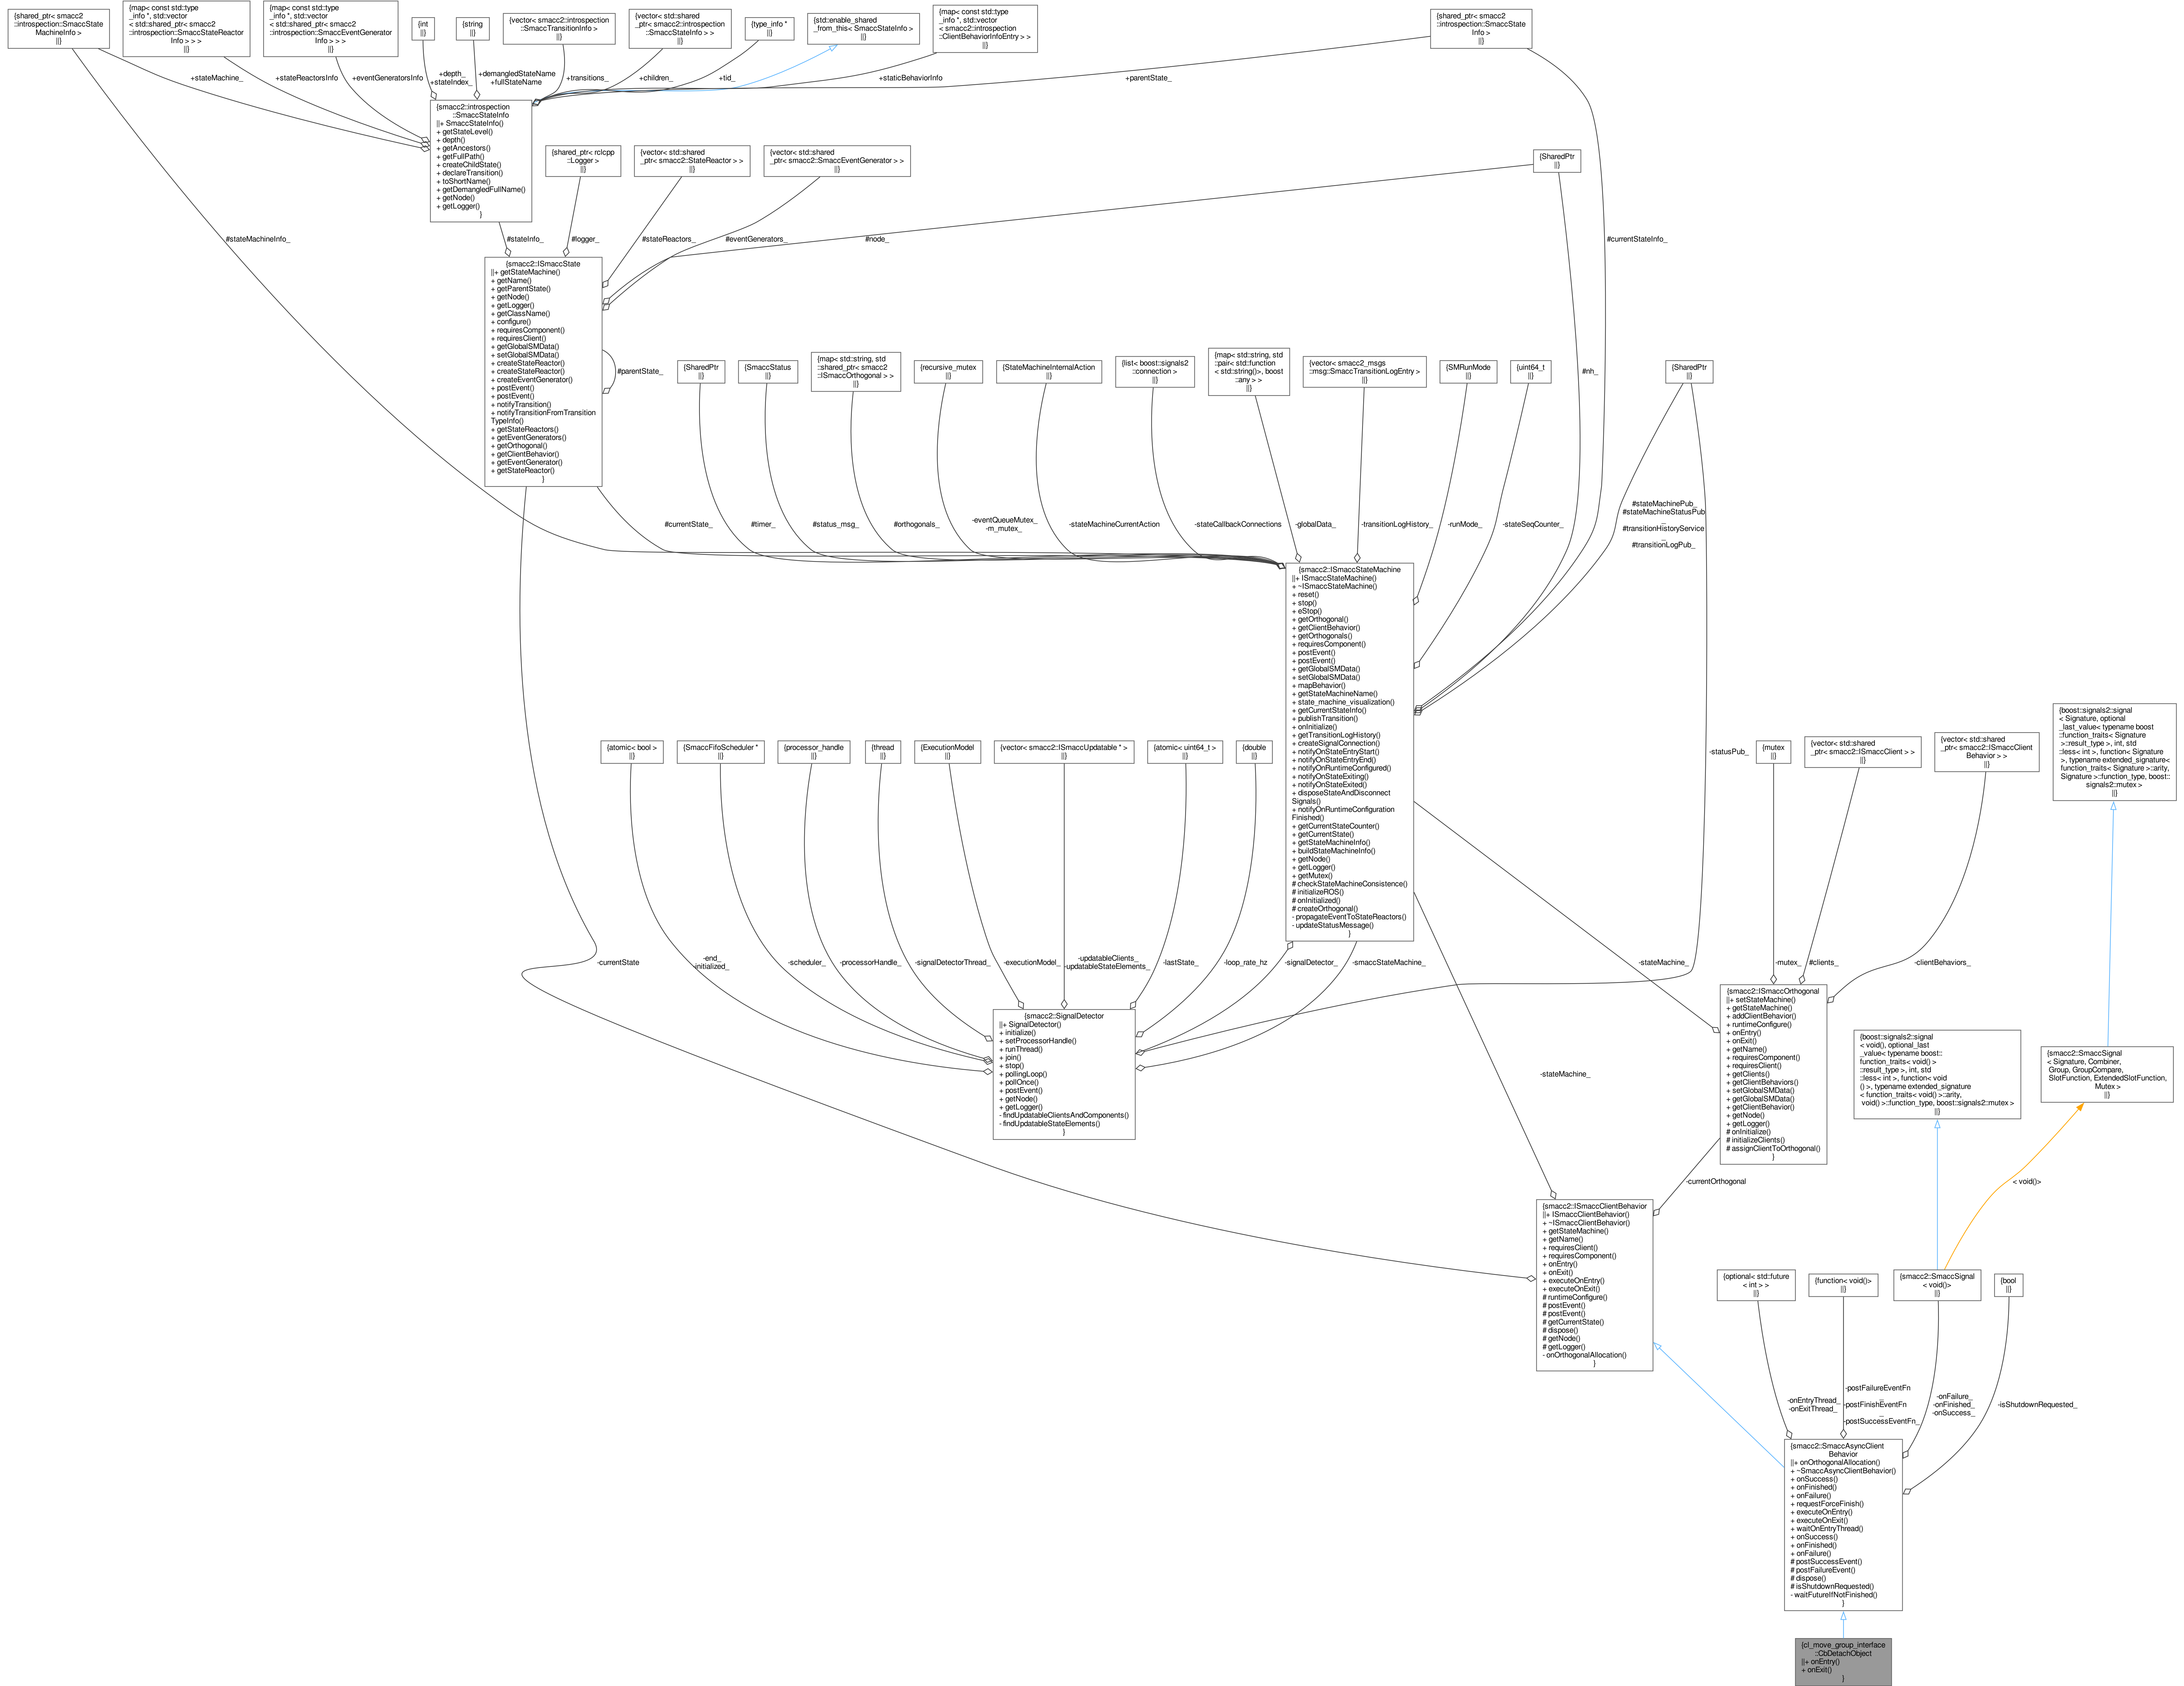 {shared_ptr< smacc2
::introspection::SmaccState
MachineInfo >
||}
{map< const std::type
_info *, std::vector
< std::shared_ptr< smacc2
::introspection::SmaccStateReactor
Info > > >
||}
{map< const std::type
_info *, std::vector
< std::shared_ptr< smacc2
::introspection::SmaccEventGenerator
Info > > >
||}
{int
||}
{string
||}
{vector< smacc2::introspection
::SmaccTransitionInfo >
||}
{vector< std::shared
_ptr< smacc2::introspection
::SmaccStateInfo > >
||}
{type_info *
||}
{std::enable_shared
_from_this< SmaccStateInfo >
||}
{map< const std::type
_info *, std::vector
< smacc2::introspection
::ClientBehaviorInfoEntry > >
||}
{shared_ptr< smacc2
::introspection::SmaccState
Info >
||}
+stateMachine_
+stateReactorsInfo
+eventGeneratorsInfo
+depth_
+stateIndex_
+demangledStateName
+fullStateName
+transitions_
+children_
+tid_
+staticBehaviorInfo
+parentState_
{smacc2::introspection
::SmaccStateInfo
||+ SmaccStateInfo()
+ getStateLevel()
+ depth()
+ getAncestors()
+ getFullPath()
+ createChildState()
+ declareTransition()
+ toShortName()
+ getDemangledFullName()
+ getNode()
+ getLogger()
}
{shared_ptr< rclcpp
::Logger >
||}
{vector< std::shared
_ptr< smacc2::StateReactor > >
||}
{vector< std::shared
_ptr< smacc2::SmaccEventGenerator > >
||}
{SharedPtr
||}
#stateMachineInfo_
#stateInfo_
#logger_
#stateReactors_
#eventGenerators_
#node_
#currentStateInfo_
{smacc2::ISmaccState
||+ getStateMachine()
+ getName()
+ getParentState()
+ getNode()
+ getLogger()
+ getClassName()
+ configure()
+ requiresComponent()
+ requiresClient()
+ getGlobalSMData()
+ setGlobalSMData()
+ createStateReactor()
+ createStateReactor()
+ createEventGenerator()
+ postEvent()
+ postEvent()
+ notifyTransition()
+ notifyTransitionFromTransition
TypeInfo()
+ getStateReactors()
+ getEventGenerators()
+ getOrthogonal()
+ getClientBehavior()
+ getEventGenerator()
+ getStateReactor()
}
#parentState_
{SharedPtr
||}
{SmaccStatus
||}
{map< std::string, std
::shared_ptr< smacc2
::ISmaccOrthogonal > >
||}
{recursive_mutex
||}
{StateMachineInternalAction
||}
{list< boost::signals2
::connection >
||}
{map< std::string, std
::pair< std::function
< std::string()>, boost
::any > >
||}
{vector< smacc2_msgs
::msg::SmaccTransitionLogEntry >
||}
{SMRunMode
||}
{uint64_t
||}
#nh_
{SharedPtr
||}
#currentState_
#timer_
#status_msg_
#orthogonals_
-eventQueueMutex_
-m_mutex_
-stateMachineCurrentAction
-stateCallbackConnections
-globalData_
-transitionLogHistory_
-runMode_
-stateSeqCounter_
#stateMachinePub_
#stateMachineStatusPub
_
#transitionHistoryService
_
#transitionLogPub_
{smacc2::ISmaccStateMachine
||+ ISmaccStateMachine()
+ ~ISmaccStateMachine()
+ reset()
+ stop()
+ eStop()
+ getOrthogonal()
+ getClientBehavior()
+ getOrthogonals()
+ requiresComponent()
+ postEvent()
+ postEvent()
+ getGlobalSMData()
+ setGlobalSMData()
+ mapBehavior()
+ getStateMachineName()
+ state_machine_visualization()
+ getCurrentStateInfo()
+ publishTransition()
+ onInitialize()
+ getTransitionLogHistory()
+ createSignalConnection()
+ notifyOnStateEntryStart()
+ notifyOnStateEntryEnd()
+ notifyOnRuntimeConfigured()
+ notifyOnStateExiting()
+ notifyOnStateExited()
+ disposeStateAndDisconnect
Signals()
+ notifyOnRuntimeConfiguration
Finished()
+ getCurrentStateCounter()
+ getCurrentState()
+ getStateMachineInfo()
+ buildStateMachineInfo()
+ getNode()
+ getLogger()
+ getMutex()
# checkStateMachineConsistence()
# initializeROS()
# onInitialized()
# createOrthogonal()
- propagateEventToStateReactors()
- updateStatusMessage()
}
{atomic< bool >
||}
{SmaccFifoScheduler *
||}
{processor_handle
||}
{thread
||}
{ExecutionModel
||}
{vector< smacc2::ISmaccUpdatable * >
||}
{atomic< uint64_t >
||}
{double
||}
-statusPub_
{mutex
||}
{vector< std::shared
_ptr< smacc2::ISmaccClient > >
||}
{vector< std::shared
_ptr< smacc2::ISmaccClient
Behavior > >
||}
{boost::signals2::signal
< Signature, optional
_last_value< typename boost
::function_traits< Signature
>::result_type >, int, std
::less< int >, function< Signature
>, typename extended_signature<
function_traits< Signature >::arity,
Signature >::function_type, boost::
signals2::mutex >
||}
-currentState
-end_
-initialized_
-scheduler_
-processorHandle_
-signalDetectorThread_
-executionModel_
-updatableClients_
-updatableStateElements_
-lastState_
-loop_rate_hz
-signalDetector_
-smaccStateMachine_
-stateMachine_
-mutex_
#clients_
-clientBehaviors_
{smacc2::SignalDetector
||+ SignalDetector()
+ initialize()
+ setProcessorHandle()
+ runThread()
+ join()
+ stop()
+ pollingLoop()
+ pollOnce()
+ postEvent()
+ getNode()
+ getLogger()
- findUpdatableClientsAndComponents()
- findUpdatableStateElements()
}
{smacc2::ISmaccOrthogonal
||+ setStateMachine()
+ getStateMachine()
+ addClientBehavior()
+ runtimeConfigure()
+ onEntry()
+ onExit()
+ getName()
+ requiresComponent()
+ requiresClient()
+ getClients()
+ getClientBehaviors()
+ setGlobalSMData()
+ getGlobalSMData()
+ getClientBehavior()
+ getNode()
+ getLogger()
# onInitialize()
# initializeClients()
# assignClientToOrthogonal()
}
{boost::signals2::signal
< void(), optional_last
_value< typename boost::
function_traits< void() >
::result_type >, int, std
::less< int >, function< void
() >, typename extended_signature
< function_traits< void() >::arity,
void() >::function_type, boost::signals2::mutex >
||}
{smacc2::SmaccSignal
< Signature, Combiner,
Group, GroupCompare,
SlotFunction, ExtendedSlotFunction,
Mutex >
||}
-stateMachine_
-currentOrthogonal
< void()>
{smacc2::ISmaccClientBehavior
||+ ISmaccClientBehavior()
+ ~ISmaccClientBehavior()
+ getStateMachine()
+ getName()
+ requiresClient()
+ requiresComponent()
+ onEntry()
+ onExit()
+ executeOnEntry()
+ executeOnExit()
# runtimeConfigure()
# postEvent()
# postEvent()
# getCurrentState()
# dispose()
# getNode()
# getLogger()
- onOrthogonalAllocation()
}
{optional< std::future
< int > >
||}
{function< void()>
||}
{smacc2::SmaccSignal
< void()>
||}
{bool
||}
-onEntryThread_
-onExitThread_
-postFailureEventFn
_
-postFinishEventFn
_
-postSuccessEventFn_
-onFailure_
-onFinished_
-onSuccess_
-isShutdownRequested_
{smacc2::SmaccAsyncClient
Behavior
||+ onOrthogonalAllocation()
+ ~SmaccAsyncClientBehavior()
+ onSuccess()
+ onFinished()
+ onFailure()
+ requestForceFinish()
+ executeOnEntry()
+ executeOnExit()
+ waitOnEntryThread()
+ onSuccess()
+ onFinished()
+ onFailure()
# postSuccessEvent()
# postFailureEvent()
# dispose()
# isShutdownRequested()
- waitFutureIfNotFinished()
}
{cl_move_group_interface
::CbDetachObject
||+ onEntry()
+ onExit()
}